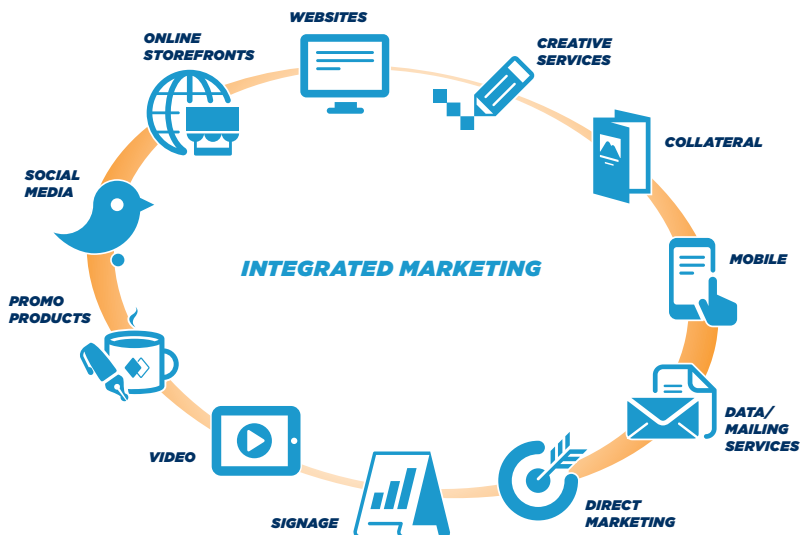 WEBSITES
ONLINE
STOREFRONTS
CREATIVE
SERVICES
COLLATERAL
SOCIAL
MEDIA
MOBILE
INTEGRATED MARKETING
PROMO
PRODUCTS
DATA/
MAILING
SERVICES
VIDEO
DIRECT
MARKETING
SIGNAGE